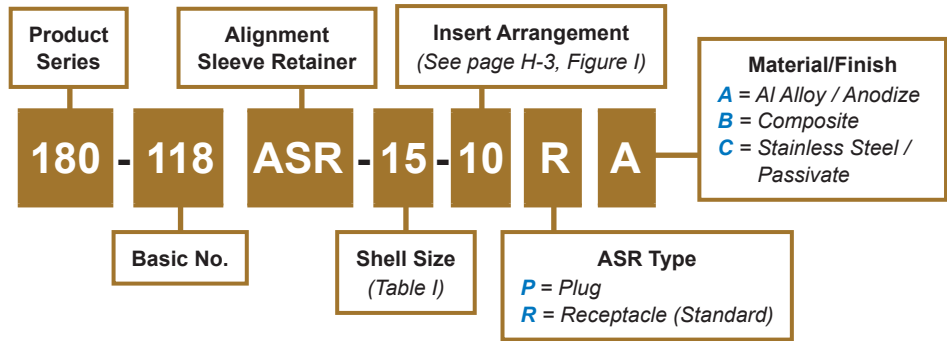 Product
Series
Alignment
Sleeve Retainer
Insert Arrangement
(See page H-3, Figure I)
Material/Finish
A = Al Alloy / Anodize
B = Composite
C = Stainless Steel /
Passivate
180 - 118 ASR - 15 - 10 R A
Basic No.
Shell Size
(Table I)
ASR Type
P = Plug
R = Receptacle (Standard)